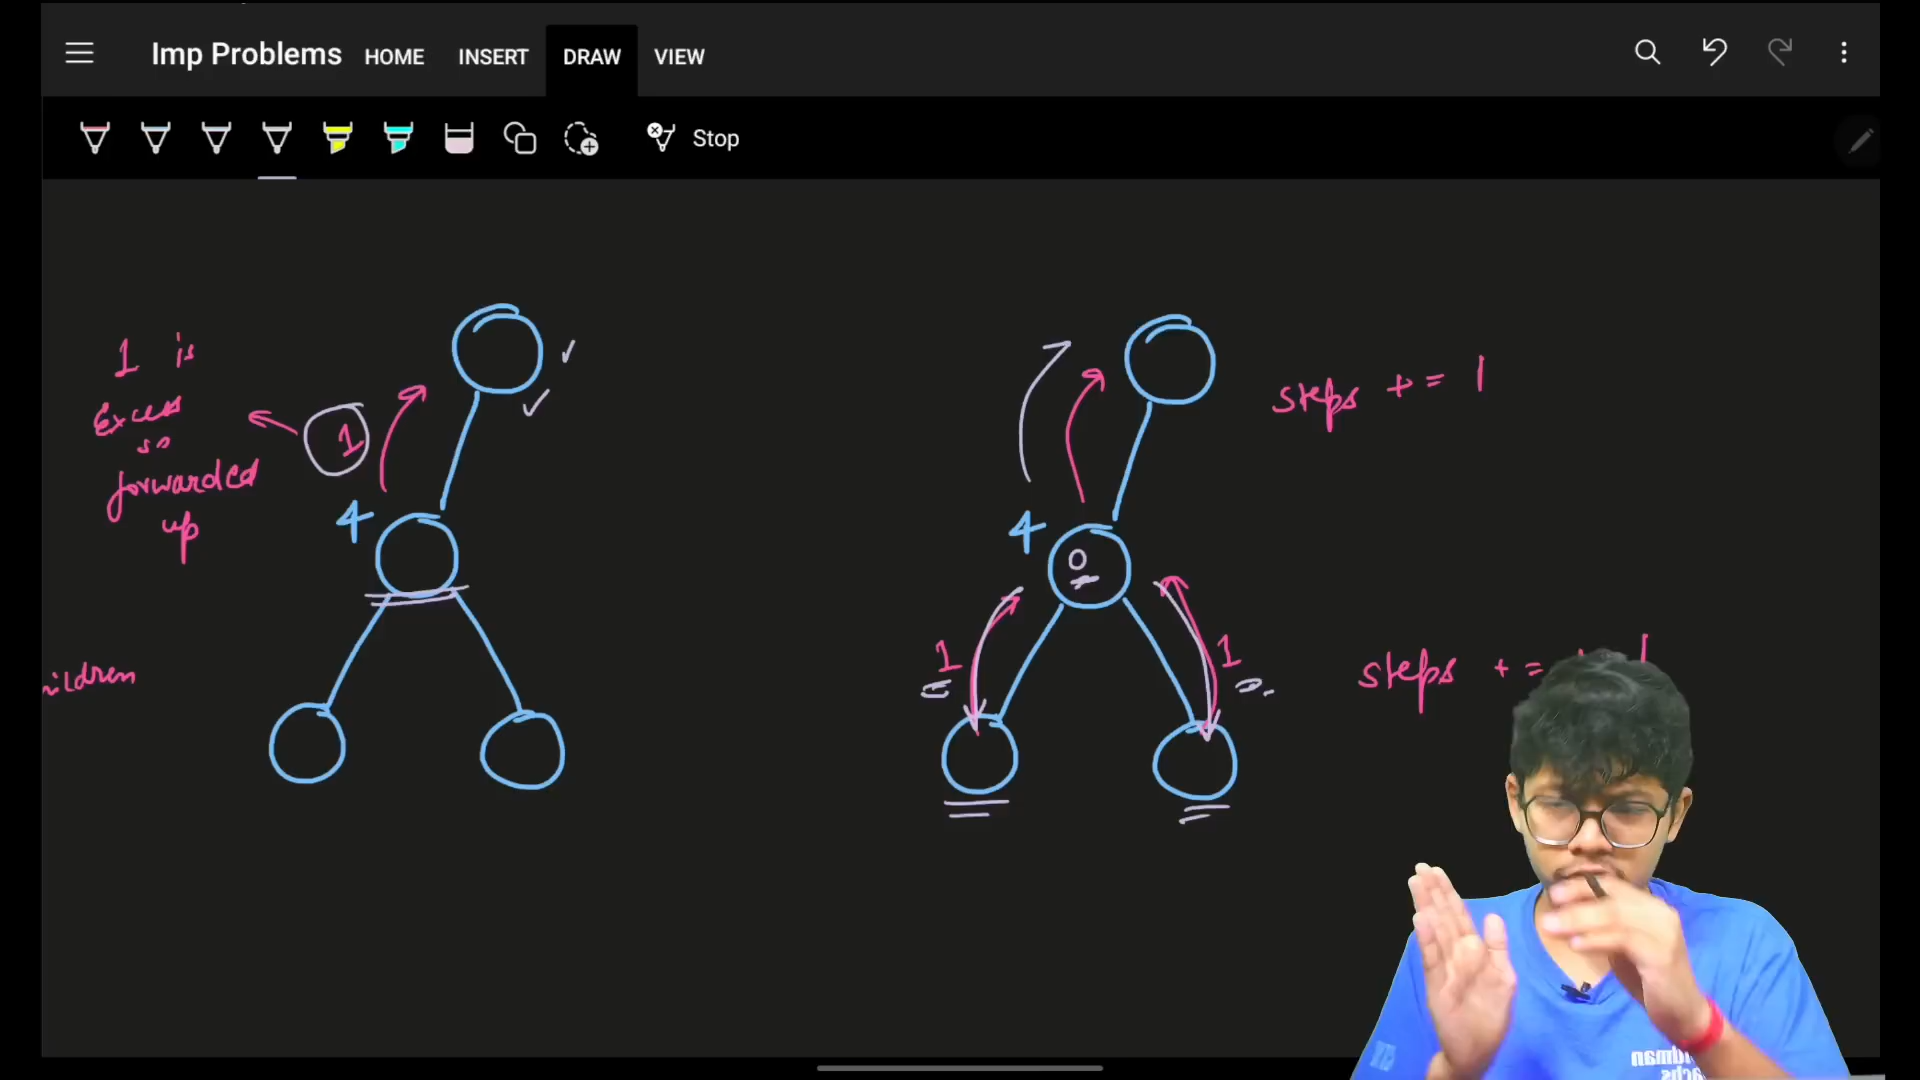 Imp Problems HOME INSERT DRAW VIEW
Stop
1 is
Excess
so
forwarded
up
1
4
ildren
steps += 1
4
0
1
1
steps +=